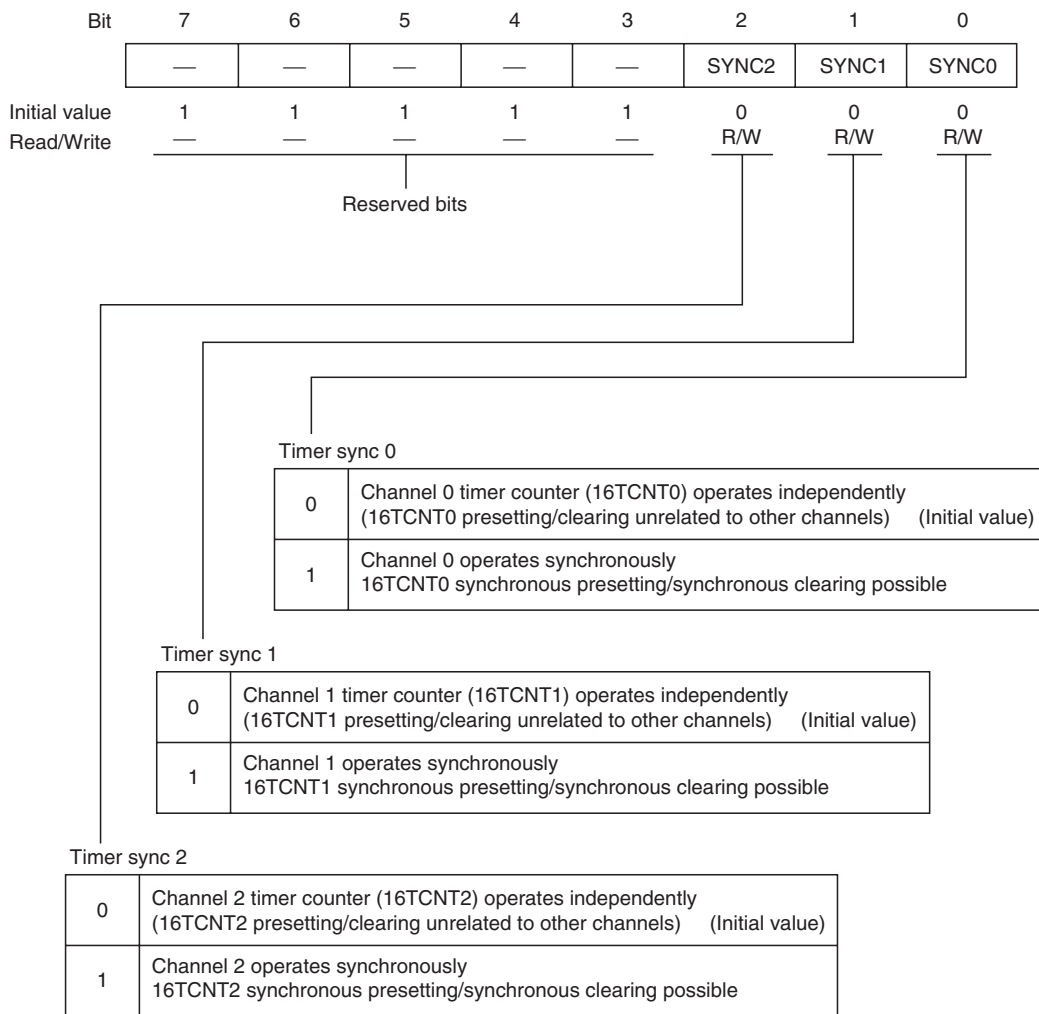 Bit 7 6 5 4 3 2 1 0
— — — — — SYNC2 SYNC1 SYNC0
Initial value 1 1 1 1 1 0 0 0
Read/Write — — — — — R/W R/W R/W
Reserved bits
Timer sync 0
0 Channel 0 timer counter (16TCNT0) operates independently
(16TCNT0 presetting/clearing unrelated to other channels) (Initial value)
1 Channel 0 operates synchronously
16TCNT0 synchronous presetting/synchronous clearing possible
Timer sync 1
0 Channel 1 timer counter (16TCNT1) operates independently
(16TCNT1 presetting/clearing unrelated to other channels) (Initial value)
1 Channel 1 operates synchronously
16TCNT1 synchronous presetting/synchronous clearing possible
Timer sync 2
0 Channel 2 timer counter (16TCNT2) operates independently
(16TCNT2 presetting/clearing unrelated to other channels) (Initial value)
1 Channel 2 operates synchronously
16TCNT2 synchronous presetting/synchronous clearing possible